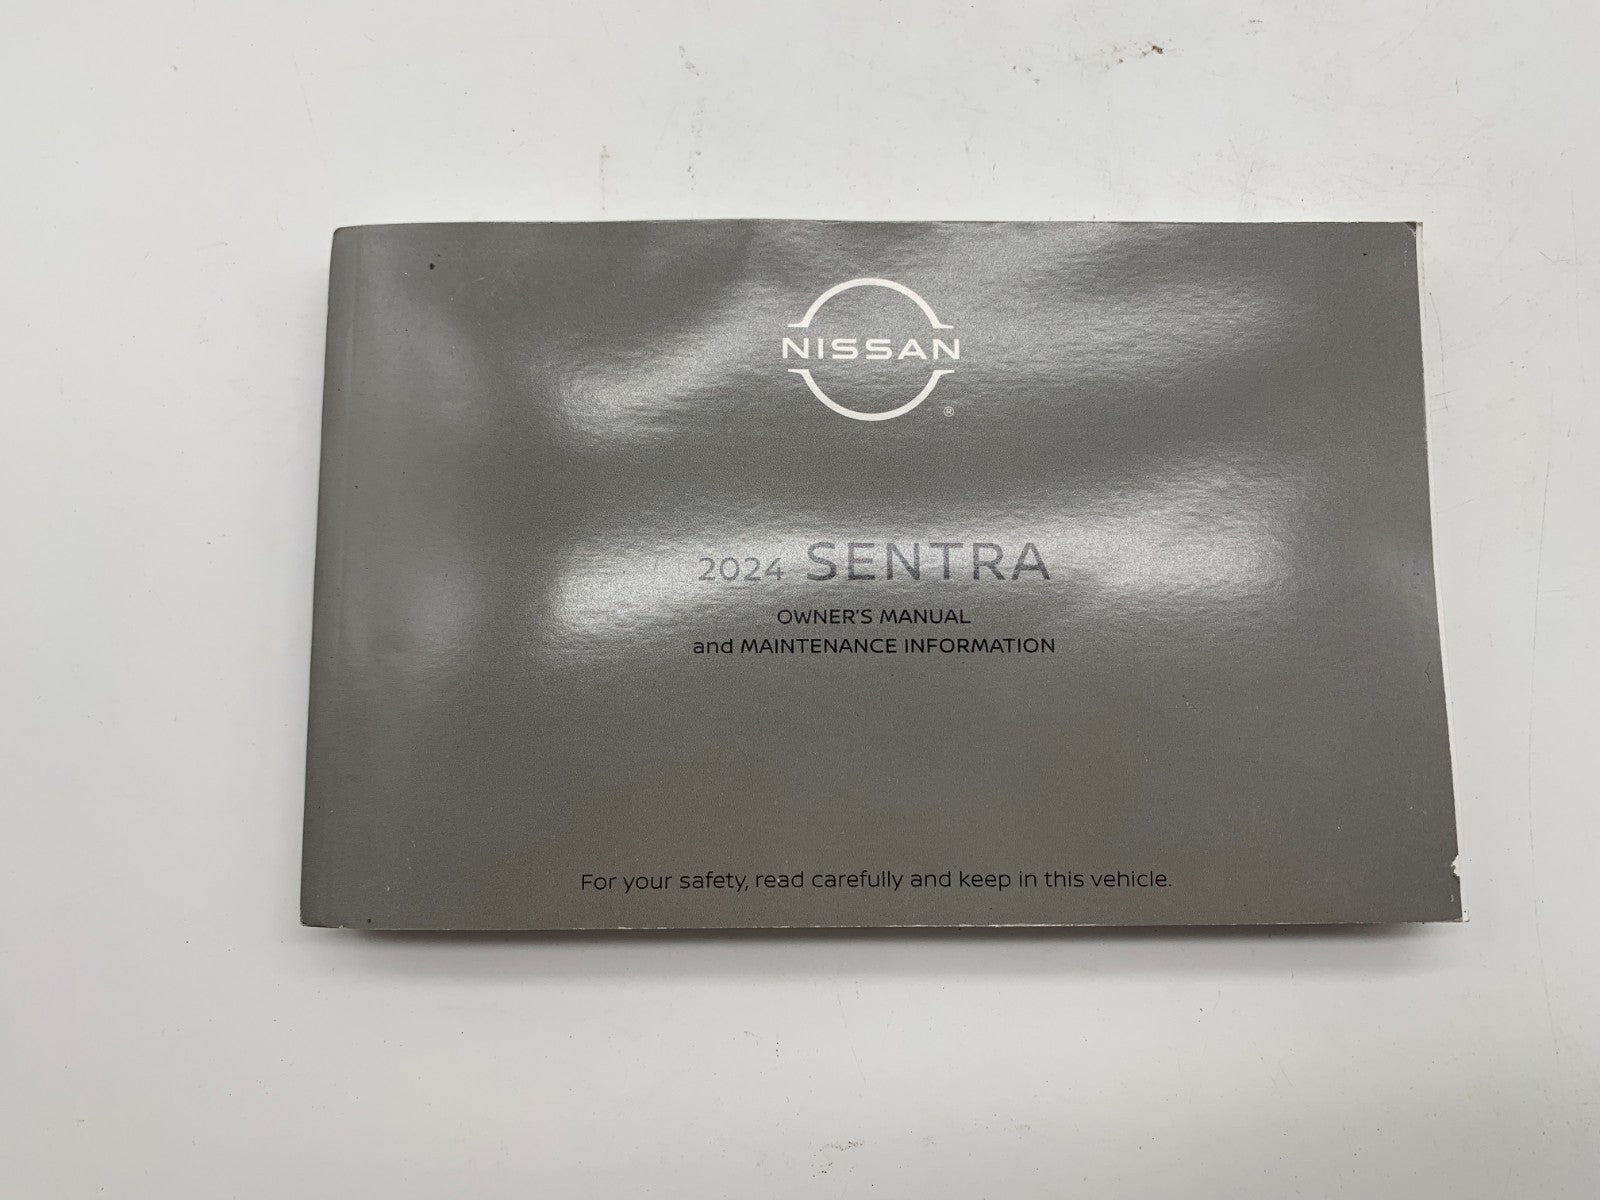 NISSAN
®
2024 SENTRA
OWNER'S MANUAL
and MAINTENANCE INFORMATION
For your safety, read carefully and keep in this vehicle.